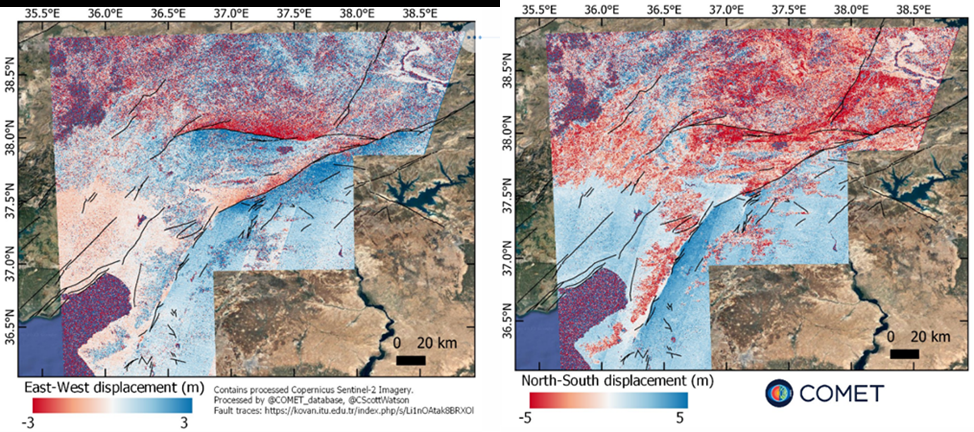 35.5°E 36.0°E 36.5°E 37.0°E 37.5°E 38.0°E 38.5°E
38.5°N
38.0°N
37.5°N
37.0°N
36.5°N
0 20 km
East-West displacement (m)
-3 3
Contains processed Copernicus Sentinel-2 Imagery.
Processed by @COMET_database, @CScottWatson
Fault traces: https://kovan.itu.edu.tr/index.php/s/Li1nOAtak8BRXOl
35.5°E 36.0°E 36.5°E 37.0°E 37.5°E 38.0°E 38.5°E
38.5°N
38.0°N
37.5°N
37.0°N
36.5°N
0 20 km
North-South displacement (m)
-5 5
COMET